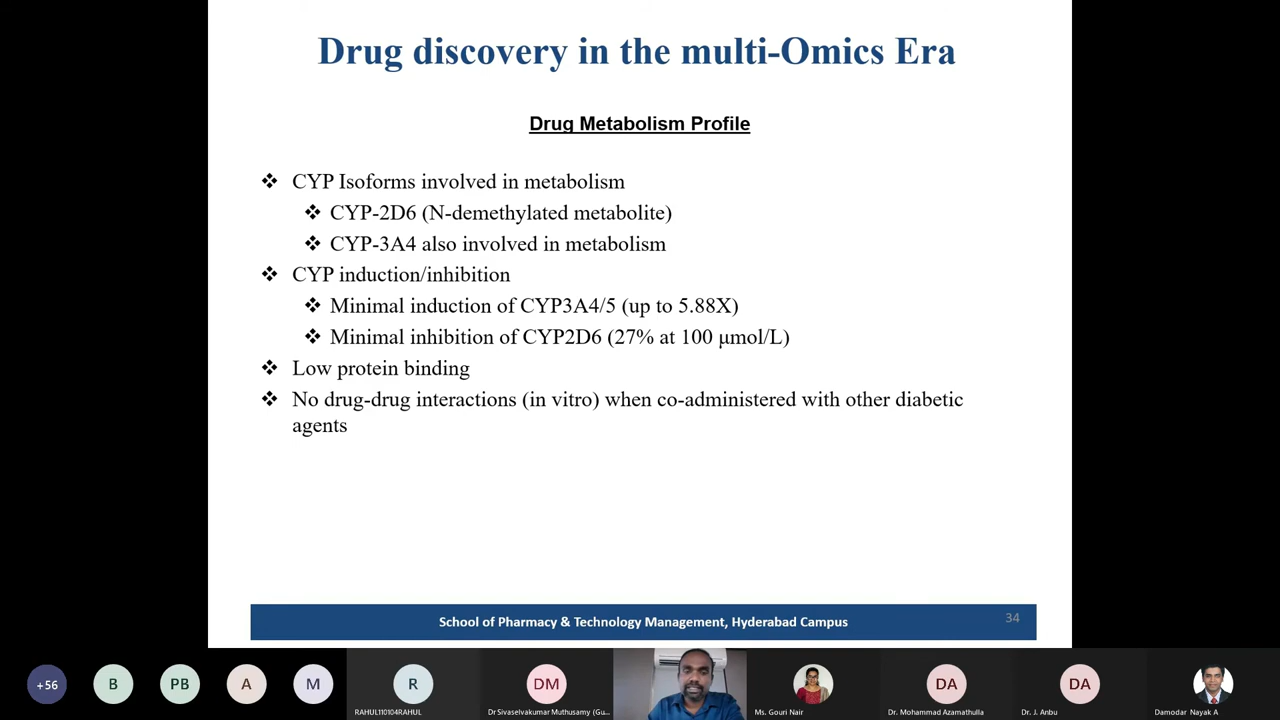 Drug discovery in the multi-Omics Era
Drug Metabolism Profile
❖ CYP Isoforms involved in metabolism
❖ CYP-2D6 (N-demethylated metabolite)
❖ CYP-3A4 also involved in metabolism
❖ CYP induction/inhibition
❖ Minimal induction of CYP3A4/5 (up to 5.88X)
❖ Minimal inhibition of CYP2D6 (27% at 100 μmol/L)
❖ Low protein binding
❖ No drug-drug interactions (in vitro) when co-administered with other diabetic
agents
School of Pharmacy & Technology Management, Hyderabad Campus
34
+56
B
PB
A
M
R
DM
DA
DA
RAHUL110104RAHUL
Dr Sivaselvakumar Muthusamy (Gu...
Ms. Gouri Nair
Dr. Mohammad Azamathulla
Dr. J. Anbu
Damodar Nayak A